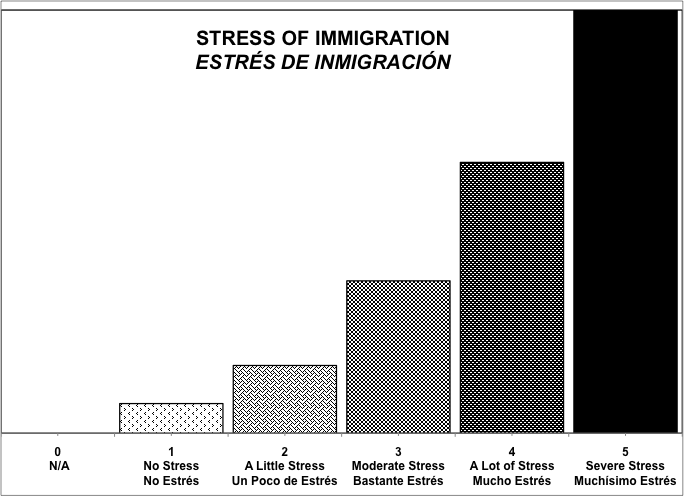 STRESS OF IMMIGRATION
ESTRÉS DE INMIGRACIÓN
0
N/A
1
No Stress
No Estrés
2
A Little Stress
Un Poco de Estrés
3
Moderate Stress
Bastante Estrés
4
A Lot of Stress
Mucho Estrés
5
Severe Stress
Muchísimo Estrés